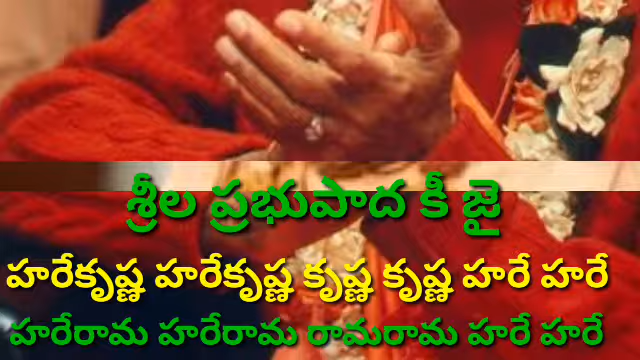 శ్రీల ప్రభుపాద కీ జై
హరేకృష్ణ హరేకృష్ణ కృష్ణ కృష్ణ హరే హరే
హరేరామ హరేరామ రామరామ హరే హరే